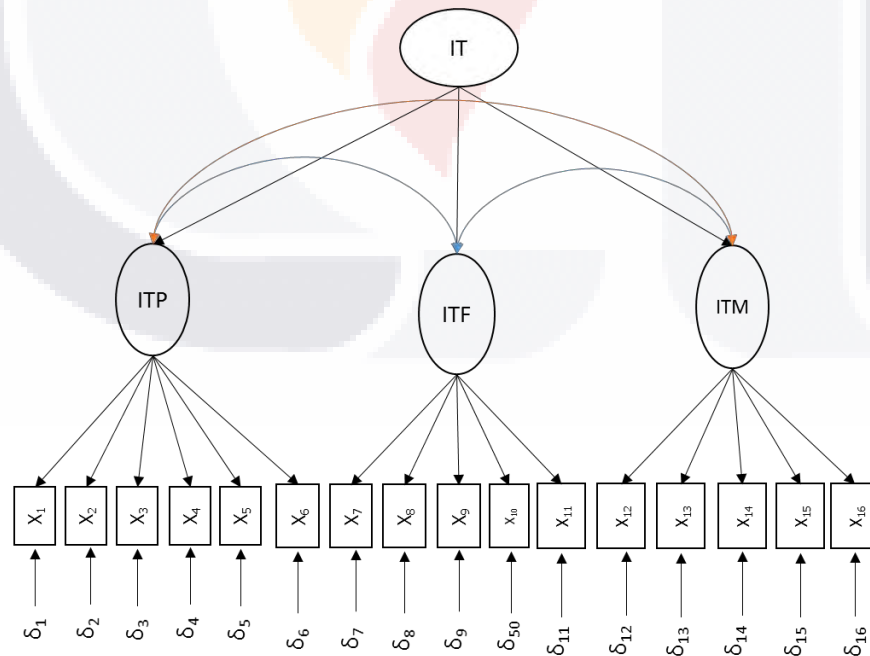 IT
ITP
ITF
ITM
X₁ X₂ X₃ X₄ X₅ X₆ X₇ X₈ X₉ X₁₀ X₁₁ X₁₂ X₁₃ X₁₄ X₁₅ X₁₆
δ₁ δ₂ δ₃ δ₄ δ₅ δ₆ δ₇ δ₈ δ₉ δ₅₀ δ₁₁ δ₁₂ δ₁₃ δ₁₄ δ₁₅ δ₁₆